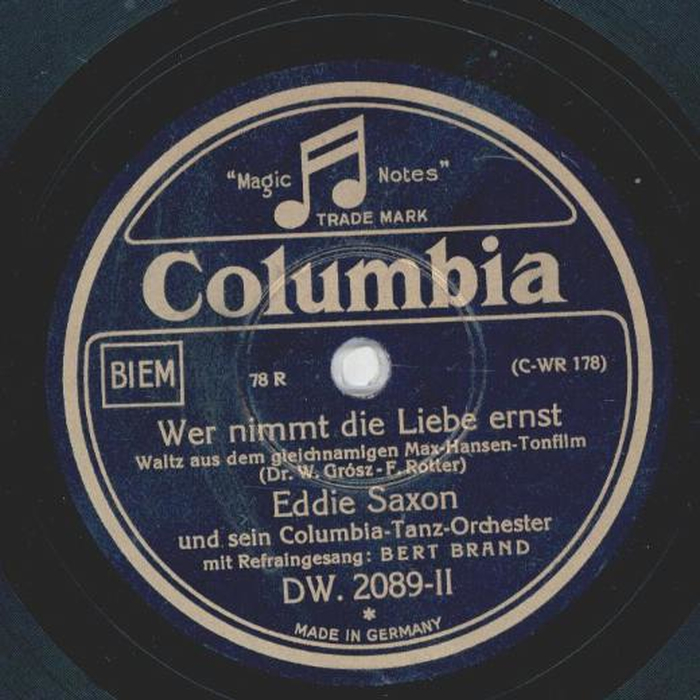 "Magic Notes"
TRADE MARK
Columbia
BIEM
78 R
(C-WR 178)
Wer nimmt die Liebe ernst
Waltz aus dem gleichnamigen Max-Hansen-Tonfilm
(Dr. W. Grósz - F. Rotter)
Eddie Saxon
und sein Columbia-Tanz-Orchester
mit Refraingesang: BERT BRAND
DW. 2089-II
*
MADE IN GERMANY